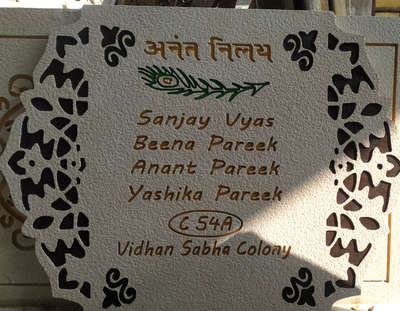 अनंत निलय
Sanjay Vyas
Beena Pareek
Anant Pareek
Yashika Pareek
C 54A
Vidhan Sabha Colony